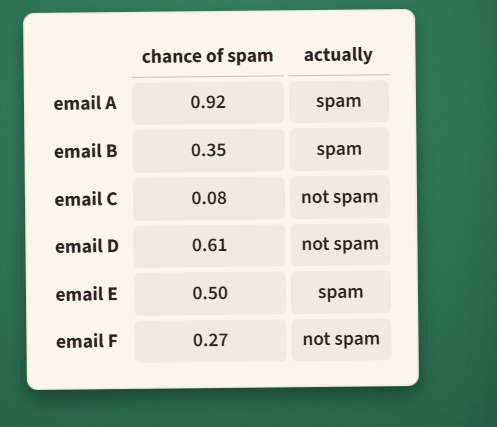 chance of spam actually
email A 0.92 spam
email B 0.35 spam
email C 0.08 not spam
email D 0.61 not spam
email E 0.50 spam
email F 0.27 not spam